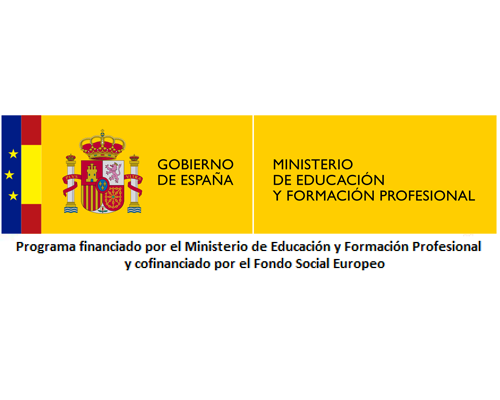 GOBIERNO
DE ESPAÑA
MINISTERIO
DE EDUCACIÓN
Y FORMACIÓN PROFESIONAL
Programa financiado por el Ministerio de Educación y Formación Profesional
y cofinanciado por el Fondo Social Europeo